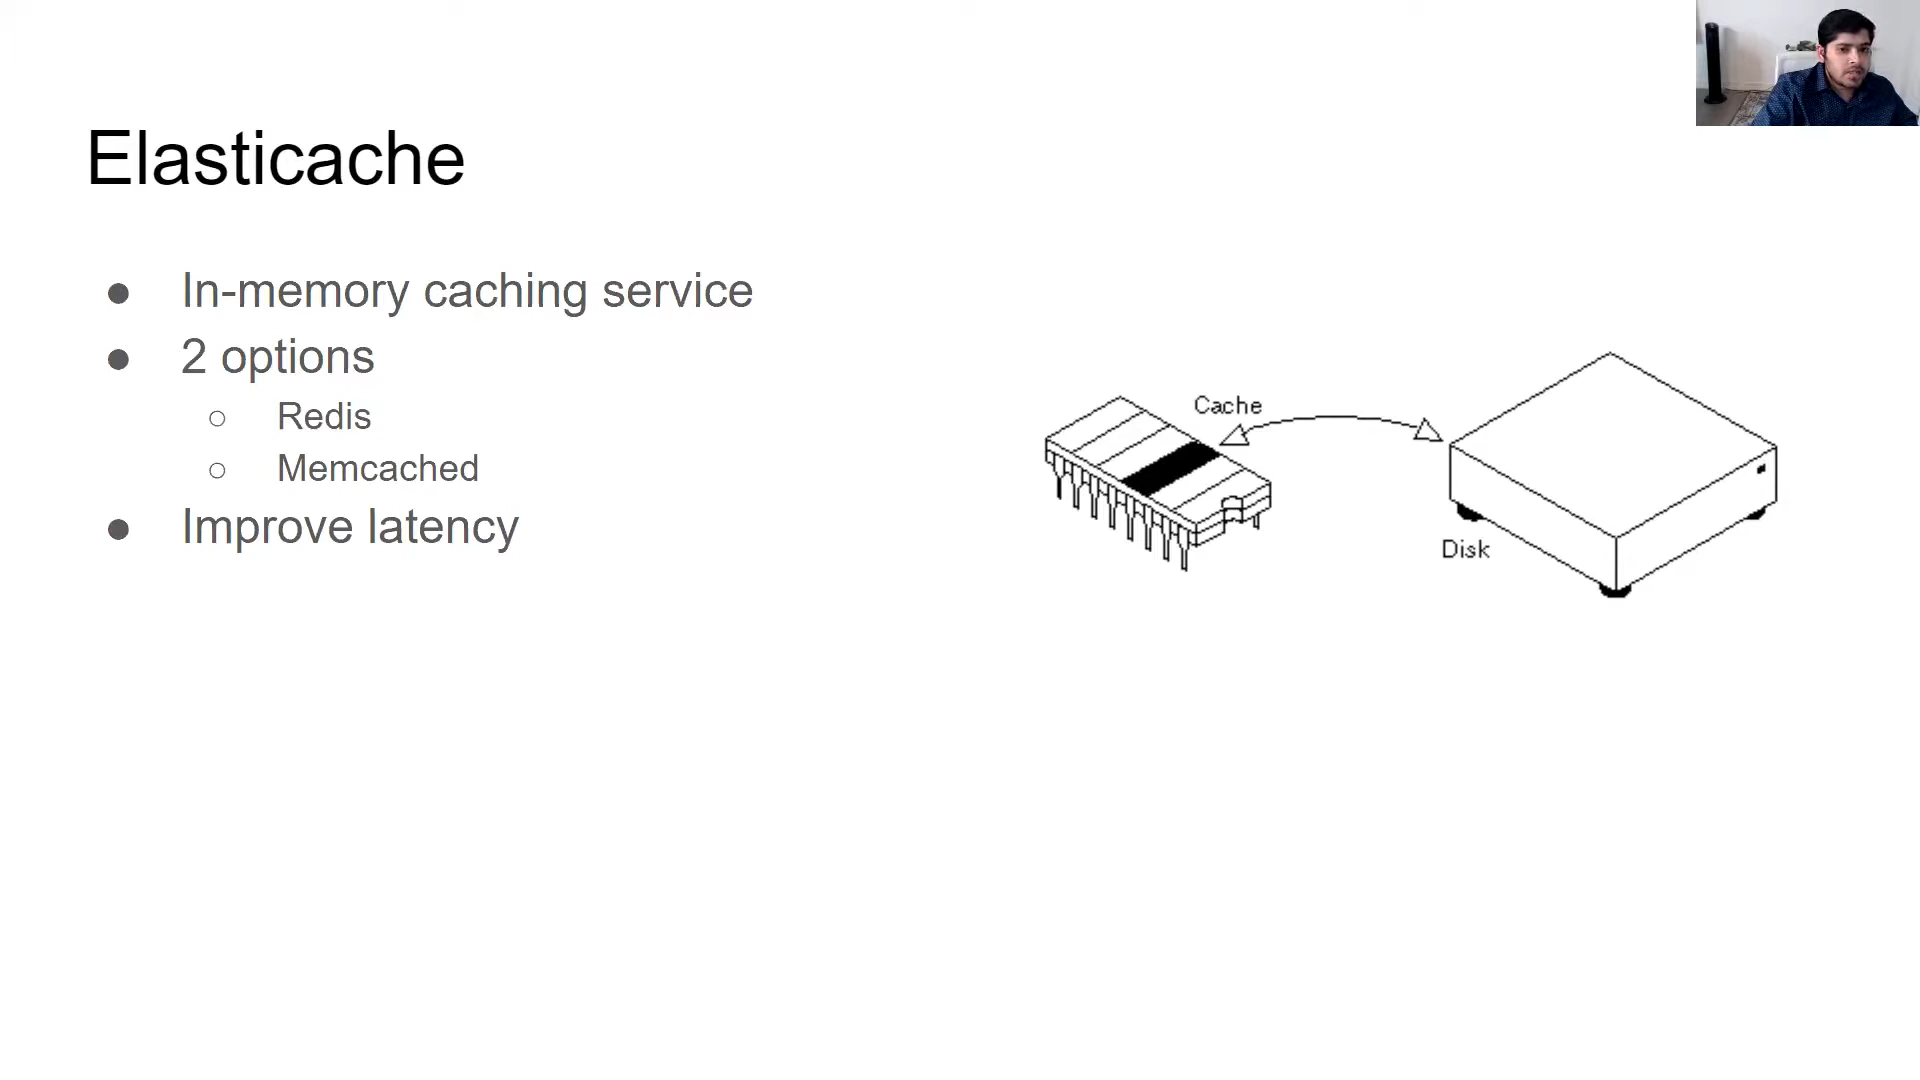 Elasticache
● In-memory caching service
● 2 options
○ Redis
○ Memcached
● Improve latency
Cache
Disk